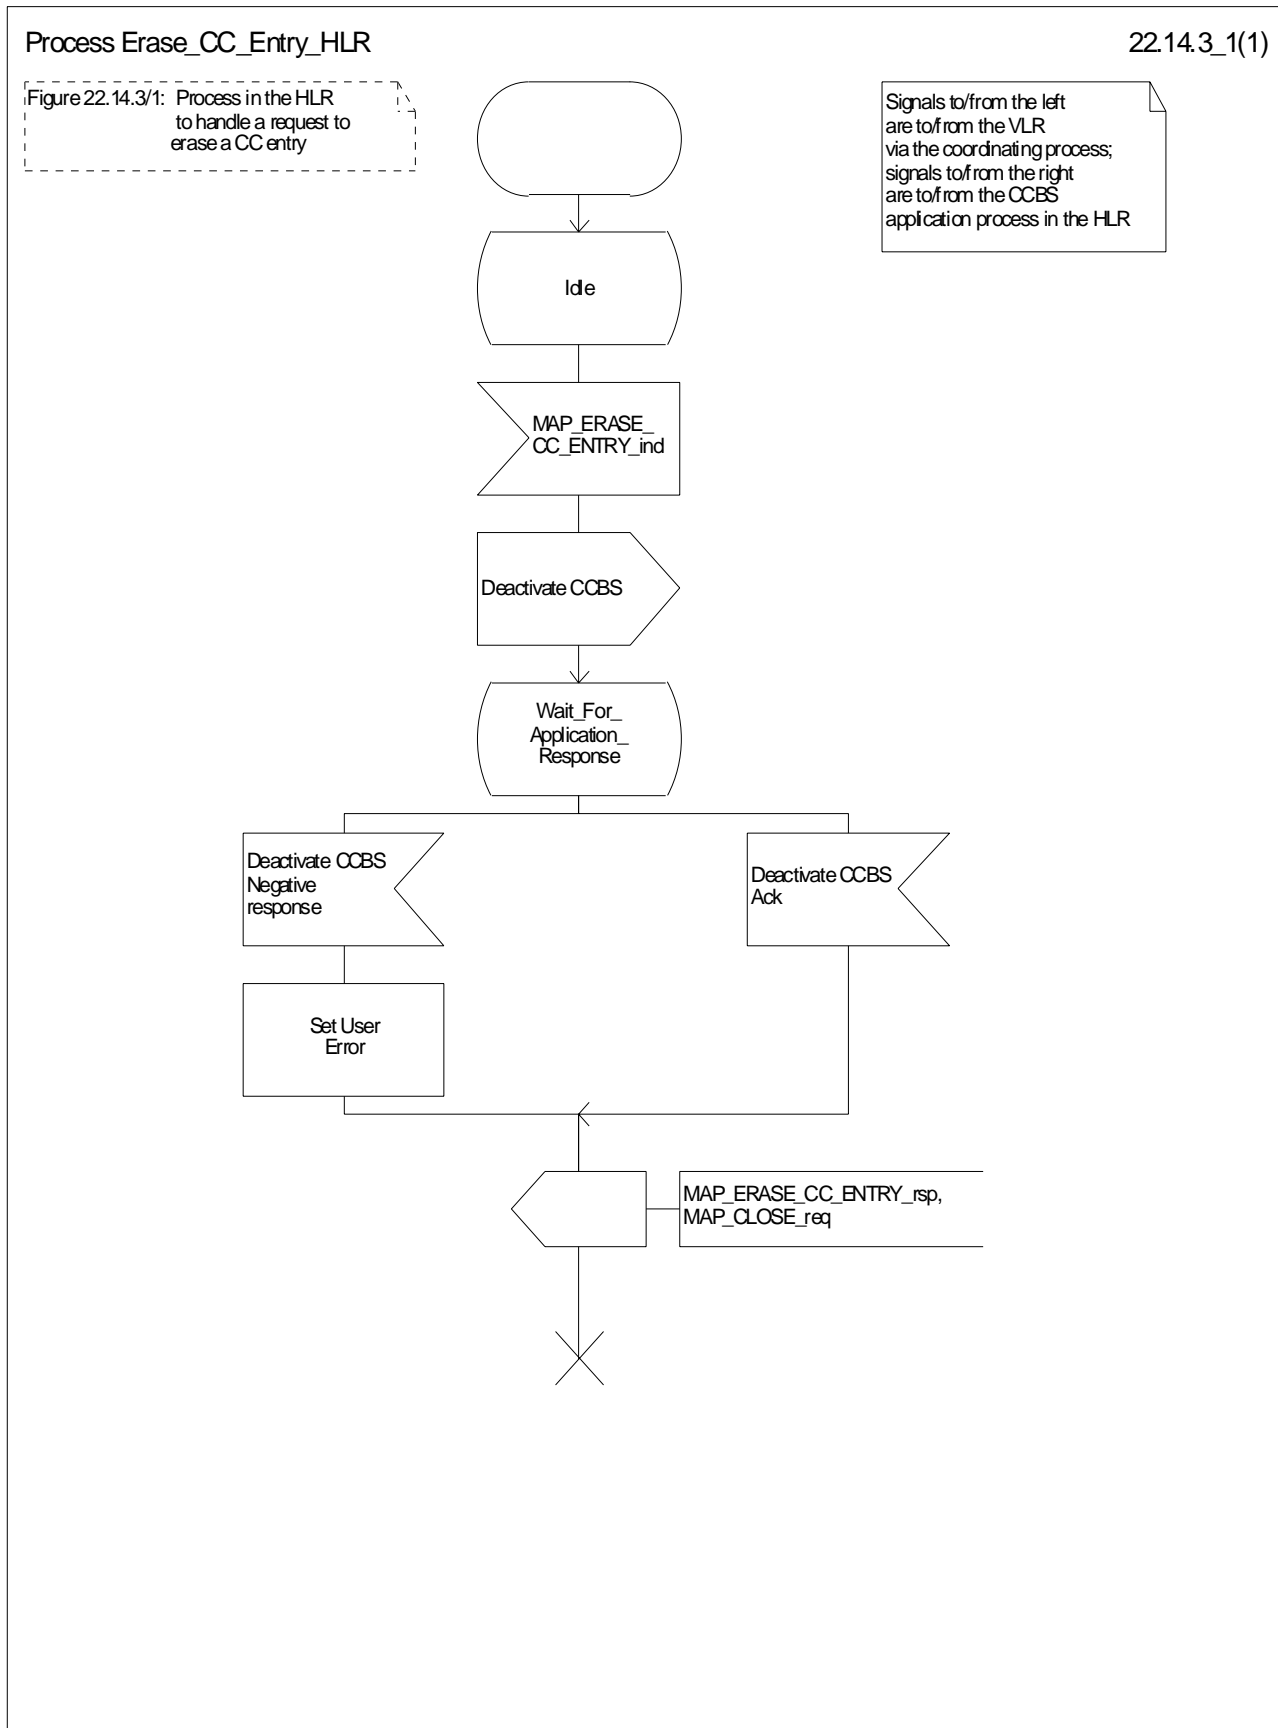 Process Erase_CC_Entry_HLR
22.14.3_1(1)
Figure 22.14.3/1: Process in the HLR
to handle a request to
erase a CC entry
Signals to/from the left
are to/from the VLR
via the coordinating process;
signals to/from the right
are to/from the CCBS
application process in the HLR
Idle
MAP_ERASE_
CC_ENTRY_ind
Deactivate CCBS
Wait_For_
Application_
Response
Deactivate CCBS
Negative
response
Deactivate CCBS
Ack
Set User
Error
MAP_ERASE_CC_ENTRY_rsp,
MAP_CLOSE_req